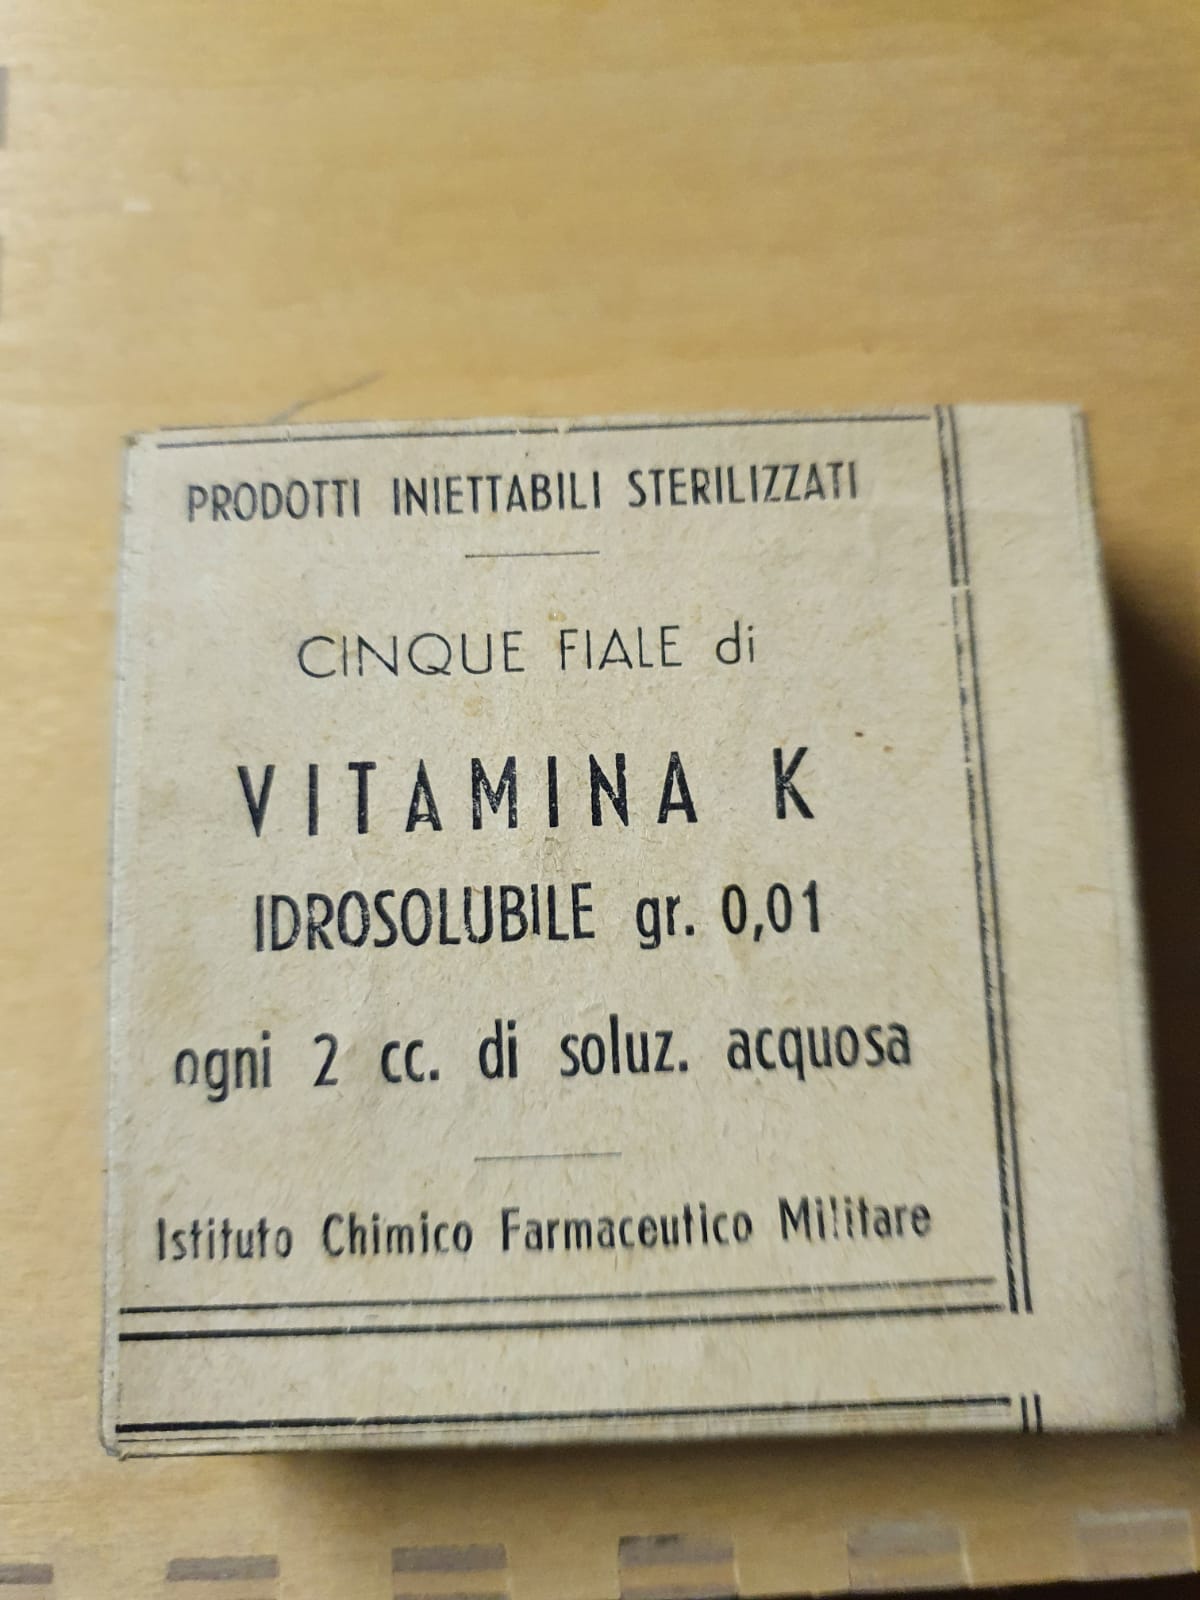 PRODOTTI INIETTABILI STERILIZZATI
CINQUE FIALE di
VITAMINA K
IDROSOLUBILE gr. 0,01
ogni 2 cc. di soluz. acquosa
Istituto Chimico Farmaceutico Militare